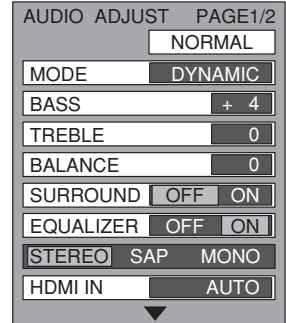 AUDIO ADJUST PAGE1/2
NORMAL
MODE DYNAMIC
BASS + 4
TREBLE 0
BALANCE 0
SURROUND OFF ON
EQUALIZER OFF ON
STEREO SAP MONO
HDMI IN AUTO